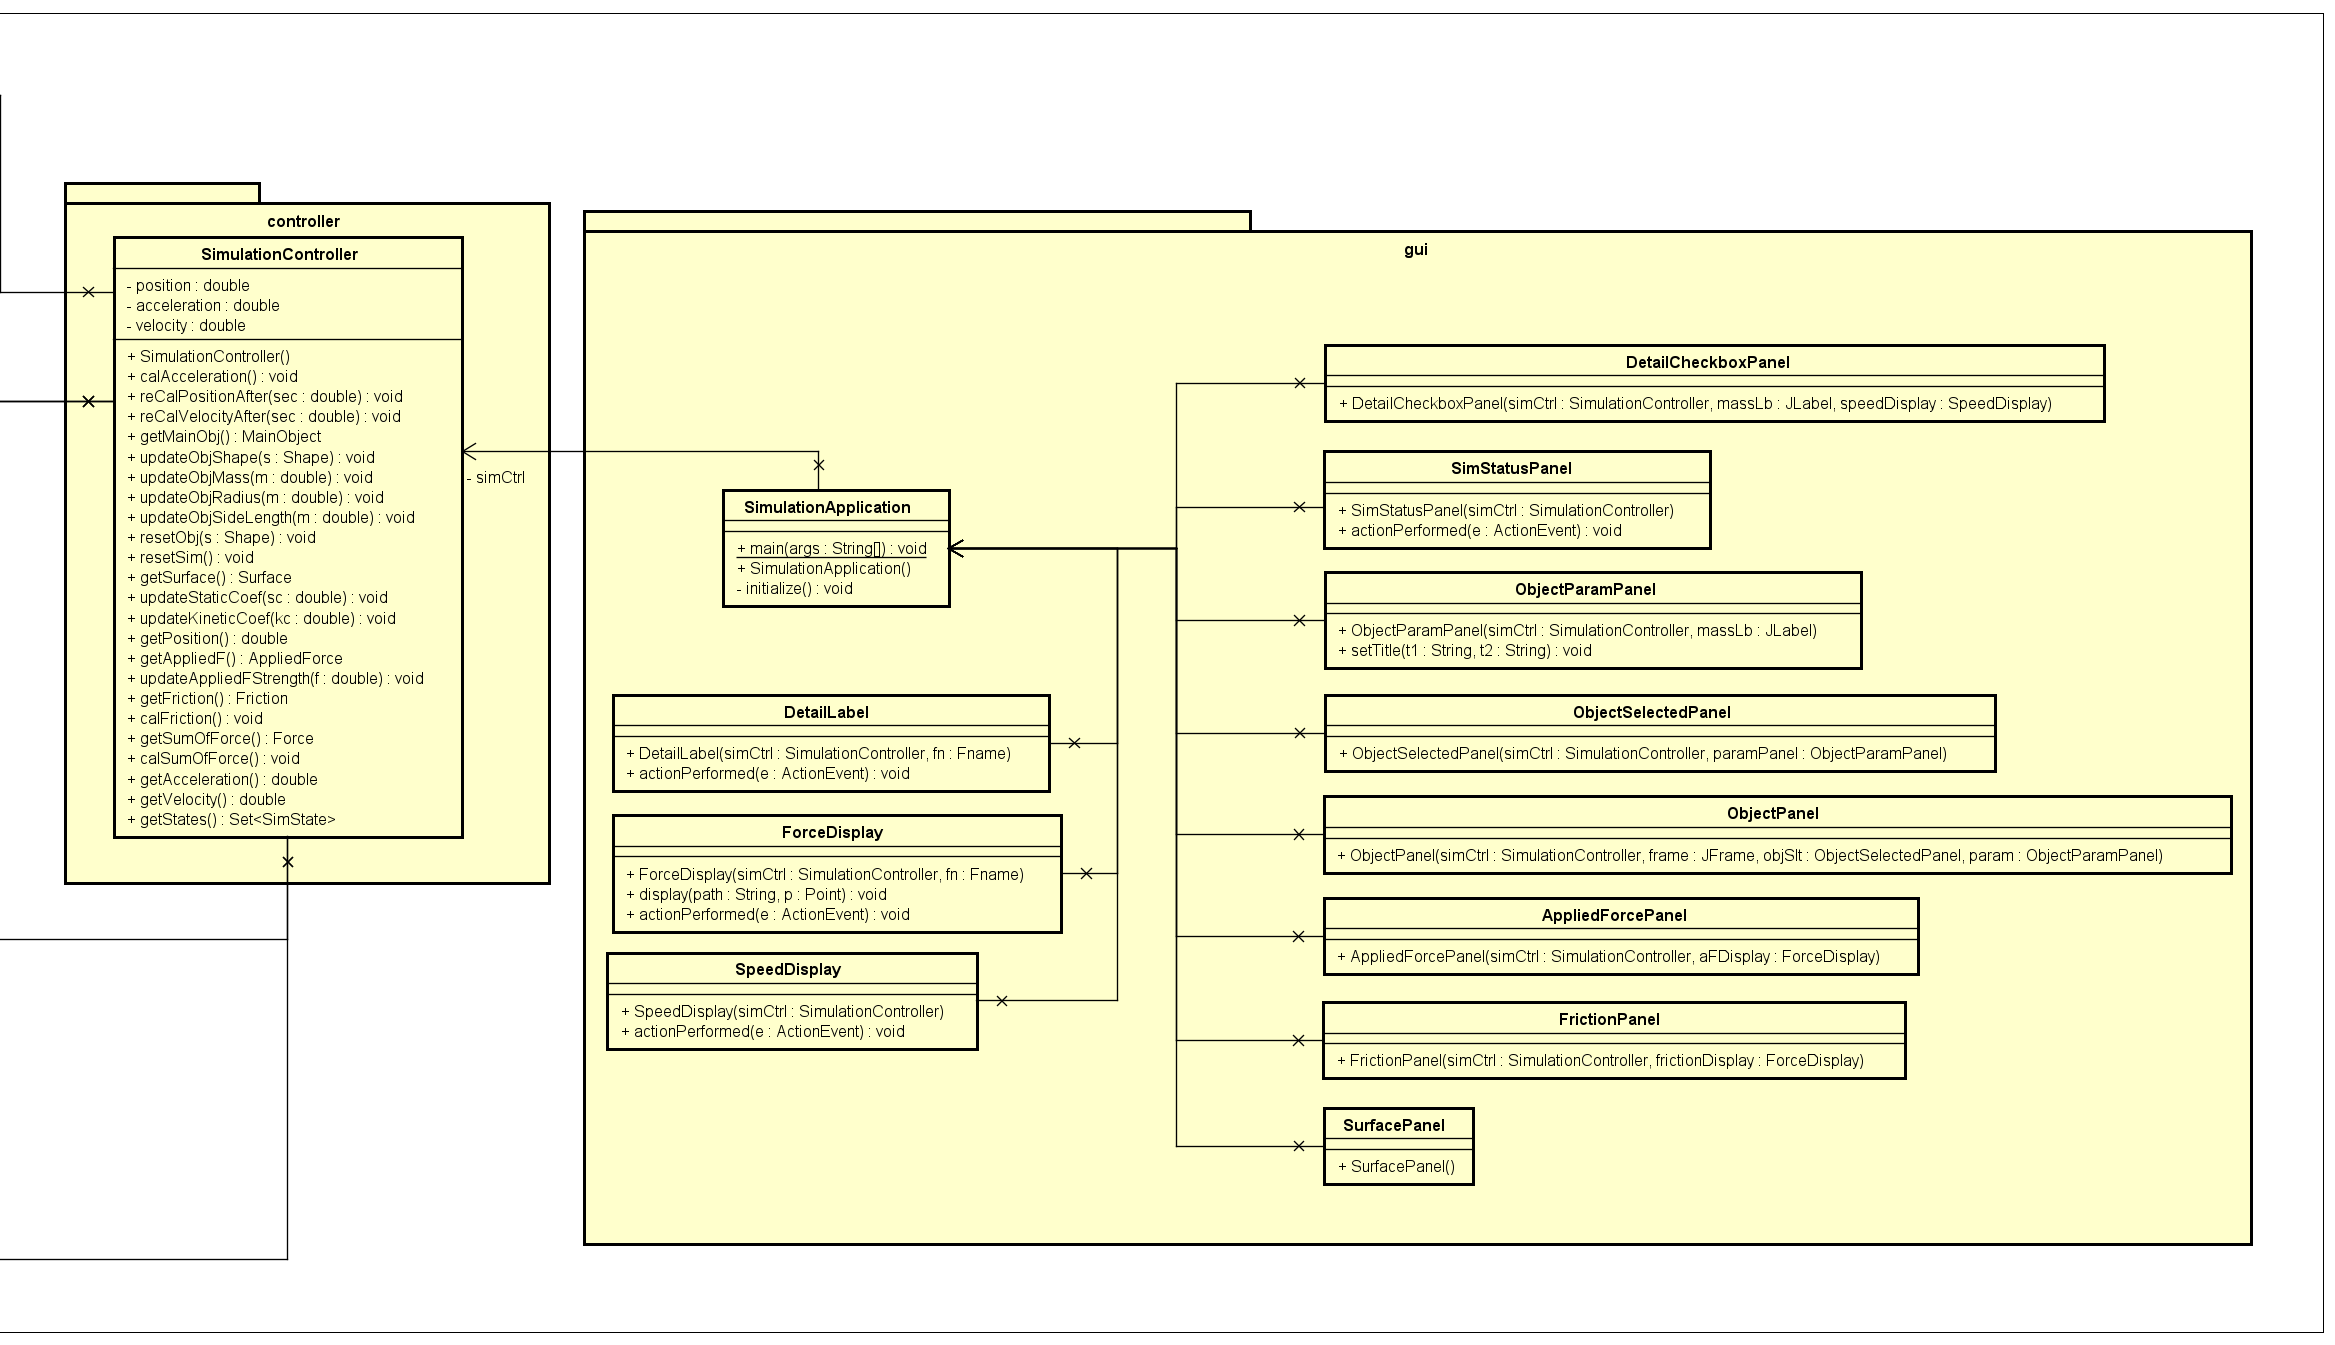 controller
SimulationController
- position : double
- acceleration : double
- velocity : double
+ SimulationController()
+ calAcceleration() : void
+ reCalPositionAfter(sec : double) : void
+ reCalVelocityAfter(sec : double) : void
+ getMainObj() : MainObject
+ updateObjShape(s : Shape) : void
+ updateObjMass(m : double) : void
+ updateObjRadius(m : double) : void
+ updateObjSideLength(m : double) : void
+ resetObj(s : Shape) : void
+ resetSim() : void
+ getSurface() : Surface
+ updateStaticCoef(sc : double) : void
+ updateKineticCoef(kc : double) : void
+ getPosition() : double
+ getAppliedF() : AppliedForce
+ updateAppliedFStrength(f : double) : void
+ getFriction() : Friction
+ calFriction() : void
+ getSumOfForce() : Force
+ calSumOfForce() : void
+ getAcceleration() : double
+ getVelocity() : double
+ getStates() : Set<SimState>
- simCtrl
gui
SimulationApplication
+ main(args : String[]) : void
+ SimulationApplication()
- initialize() : void
DetailLabel
+ DetailLabel(simCtrl : SimulationController, fn : Fname)
+ actionPerformed(e : ActionEvent) : void
ForceDisplay
+ ForceDisplay(simCtrl : SimulationController, fn : Fname)
+ display(path : String, p : Point) : void
+ actionPerformed(e : ActionEvent) : void
SpeedDisplay
+ SpeedDisplay(simCtrl : SimulationController)
+ actionPerformed(e : ActionEvent) : void
DetailCheckboxPanel
+ DetailCheckboxPanel(simCtrl : SimulationController, massLb : JLabel, speedDisplay : SpeedDisplay)
SimStatusPanel
+ SimStatusPanel(simCtrl : SimulationController)
+ actionPerformed(e : ActionEvent) : void
ObjectParamPanel
+ ObjectParamPanel(simCtrl : SimulationController, massLb : JLabel)
+ setTitle(t1 : String, t2 : String) : void
ObjectSelectedPanel
+ ObjectSelectedPanel(simCtrl : SimulationController, paramPanel : ObjectParamPanel)
ObjectPanel
+ ObjectPanel(simCtrl : SimulationController, frame : JFrame, objSlt : ObjectSelectedPanel, param : ObjectParamPanel)
AppliedForcePanel
+ AppliedForcePanel(simCtrl : SimulationController, aFDisplay : ForceDisplay)
FrictionPanel
+ FrictionPanel(simCtrl : SimulationController, frictionDisplay : ForceDisplay)
SurfacePanel
+ SurfacePanel()